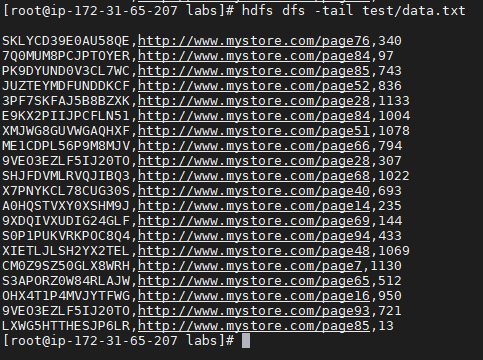 [root@ip-172-31-65-207 labs]# hdfs dfs -tail test/data.txt
SKLYCD39E0AU58QE,http://www.mystore.com/page76,340
7Q0MUM8PCJPTOYER,http://www.mystore.com/page84,97
PK9DYUND0V3CL7WC,http://www.mystore.com/page85,743
JUZTEYMDFUNDDKCF,http://www.mystore.com/page52,836
3PF7SKFAJ5B8BZXK,http://www.mystore.com/page28,1133
E9KX2PIIJPCFLN51,http://www.mystore.com/page84,1004
XMJWG8GUVWGAQHXF,http://www.mystore.com/page51,1078
ME1CDPL56P9M8MJV,http://www.mystore.com/page66,794
9VEO3EZLF5IJ20TO,http://www.mystore.com/page28,307
SHJFDVMLRVQJIBQ3,http://www.mystore.com/page68,1022
X7PNYKCL78CUG30S,http://www.mystore.com/page40,693
A0HQSTVXY0XSHM9J,http://www.mystore.com/page14,235
9XDQIVXUDIG24GLF,http://www.mystore.com/page69,144
S0P1PUKVRKPOC8Q4,http://www.mystore.com/page94,433
XIETLJLSH2YX2TEL,http://www.mystore.com/page48,1069
CM0Z9SZ50GLX8WRH,http://www.mystore.com/page7,1130
S3APORZ0W84RLAJW,http://www.mystore.com/page65,512
OHX4T1P4MVJYTFWG,http://www.mystore.com/page16,950
9VEO3EZLF5IJ20TO,http://www.mystore.com/page93,721
LXWG5HTTHESJP6LR,http://www.mystore.com/page85,13
[root@ip-172-31-65-207 labs]#